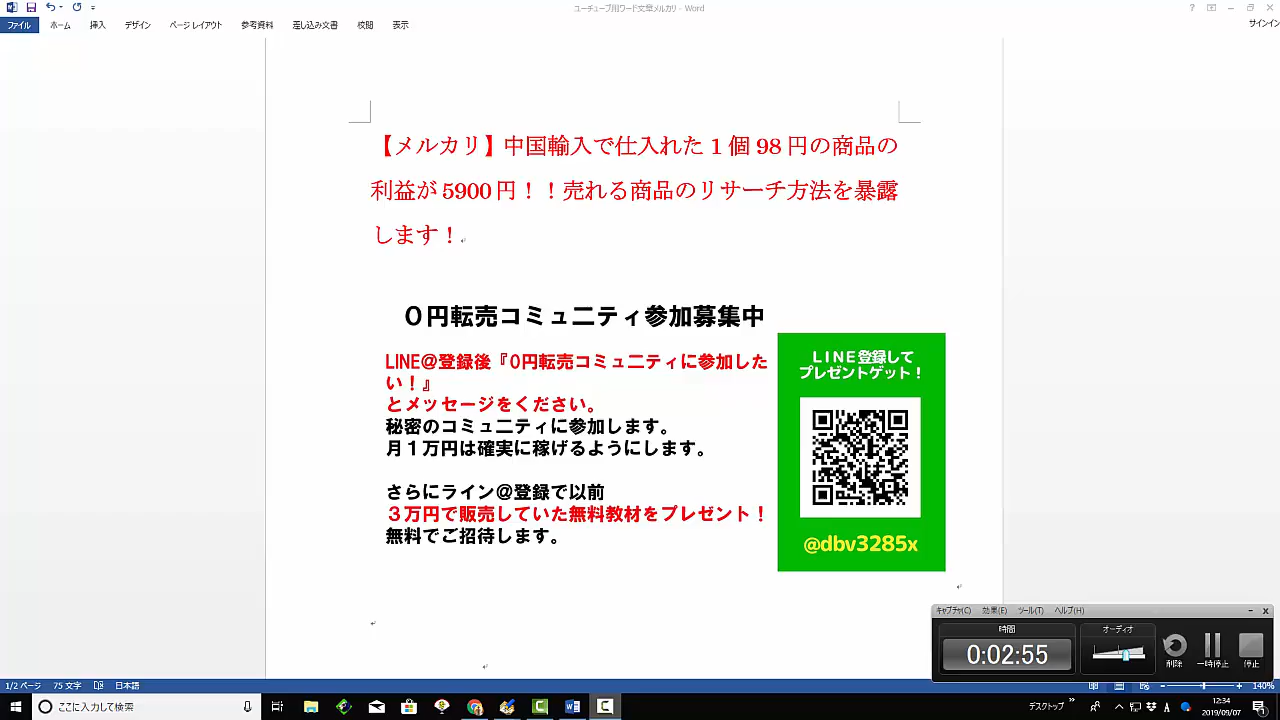 ユーチューブ用ワード文章メルカリ - Word
サインイン
ファイル ホーム 挿入 デザイン ページ レイアウト 参考資料 差し込み文書 校閲 表示
【メルカリ】中国輸入で仕入れた1個98円の商品の
利益が5900円！！売れる商品のリサーチ方法を暴露
します！
０円転売コミュニティ参加募集中
LINE@登録後『0円転売コミュニティに参加した
い！』
とメッセージをください。
秘密のコミュニティに参加します。
月１万円は確実に稼げるようにします。
さらにライン@登録で以前
３万円で販売していた無料教材をプレゼント！
無料でご招待します。
ＬＩＮＥ登録して
プレゼントゲット！
@dbv3285x
キャプチャ(C) 効果(E) ツール(T) ヘルプ(H)
時間
0:02:55
オーディオ
削除 一時停止 停止
1/2 ページ 75 文字 日本語
140%
ここに入力して検索
デスクトップ
12:34
2019/09/07